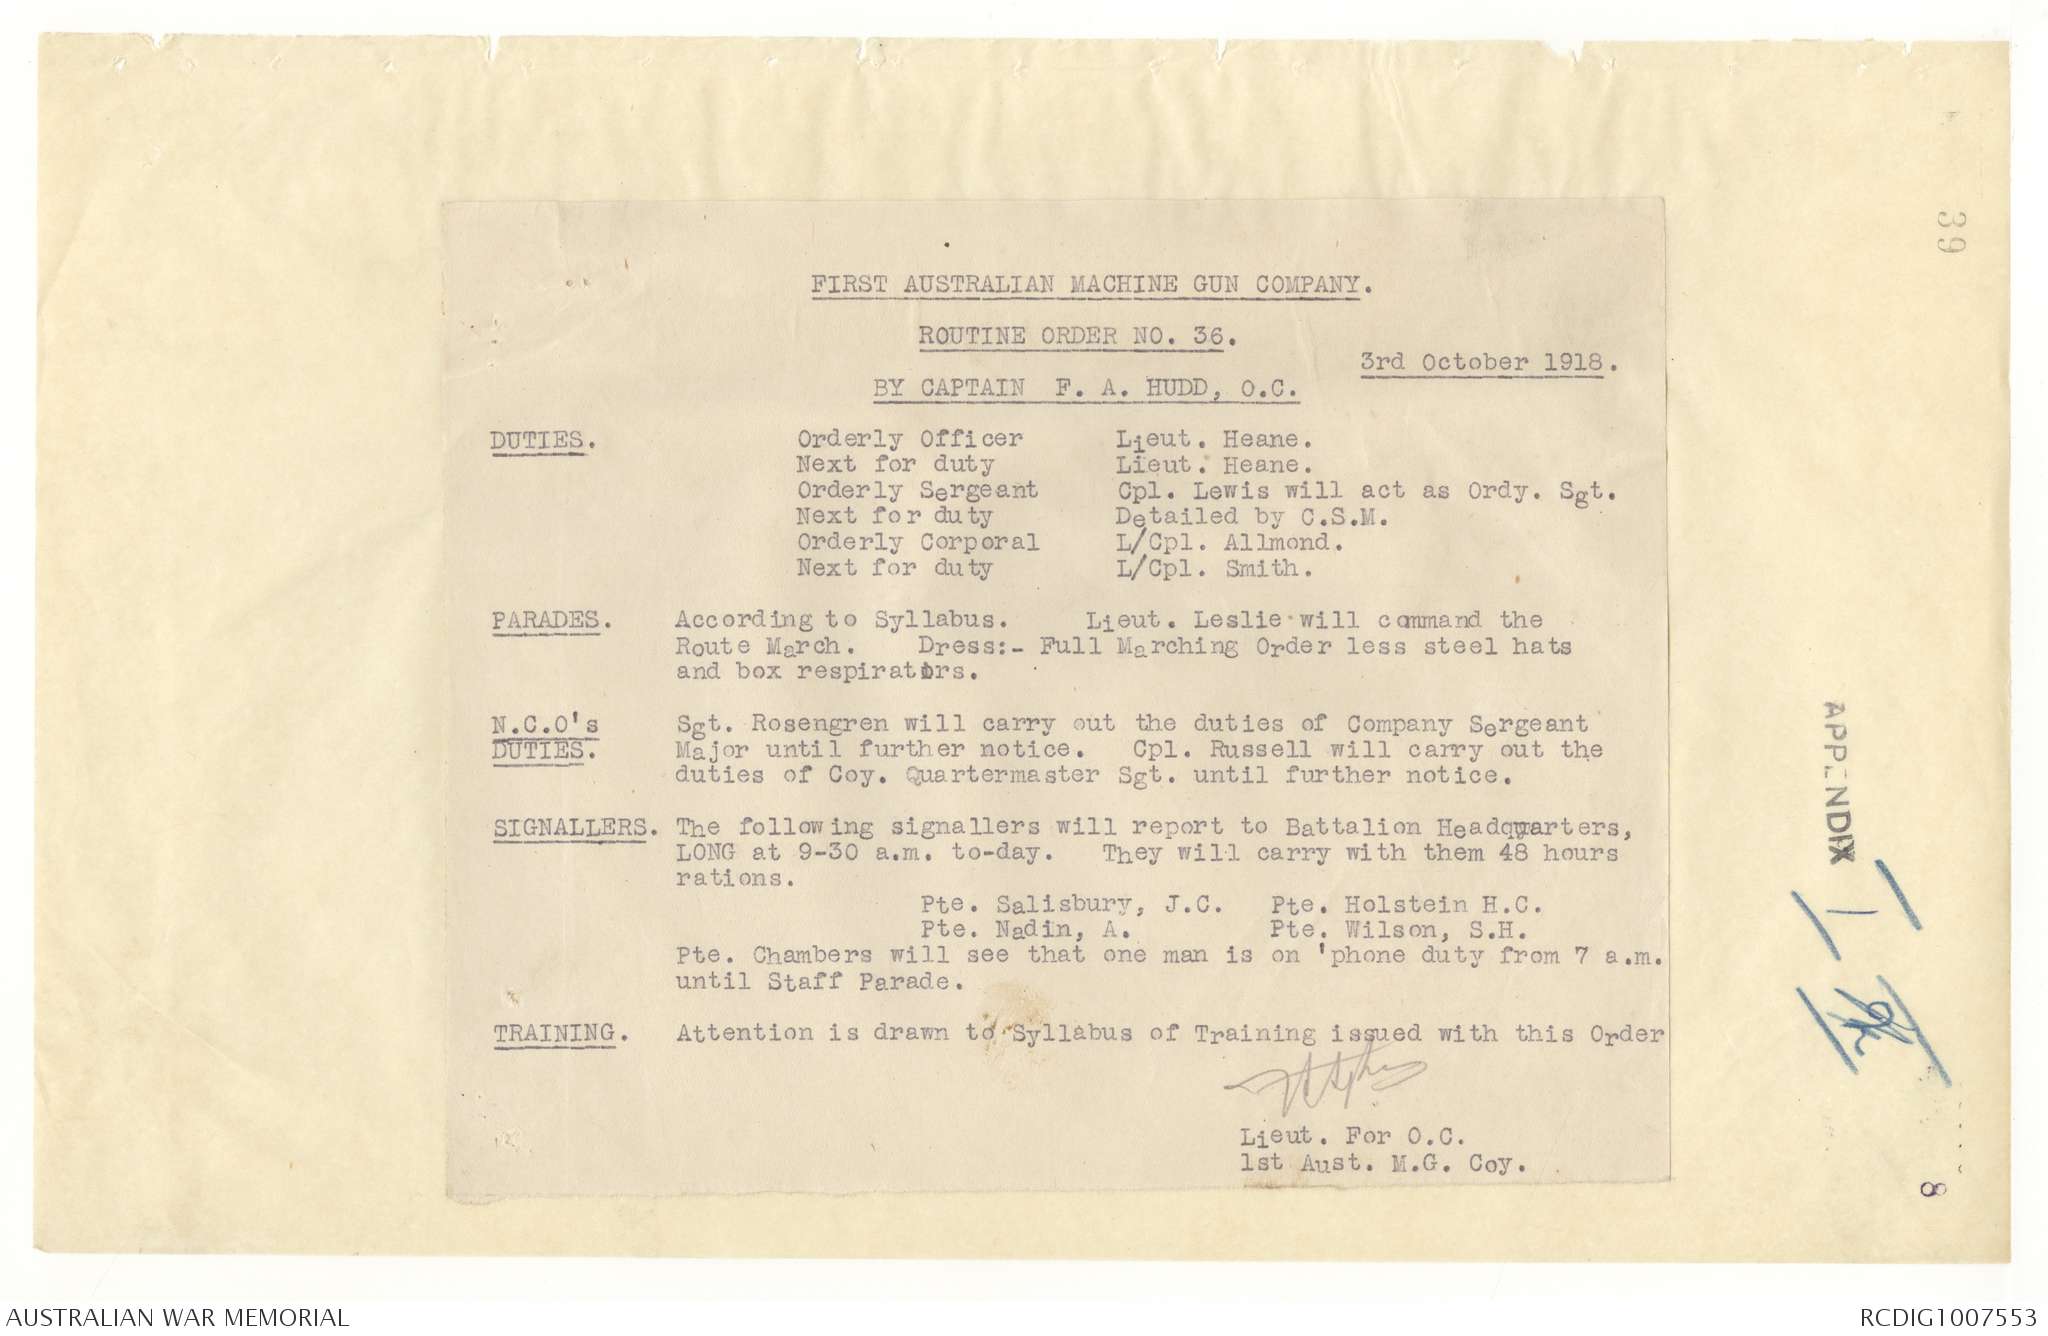 39
FIRST AUSTRALIAN MACHINE GUN COMPANY.
ROUTINE ORDER NO. 36.
3rd October 1918.
BY CAPTAIN F. A. HUDD, O.C.
DUTIES. Orderly Officer Lieut. Heane.
Next for duty Lieut. Heane.
Orderly Sergeant Cpl. Lewis will act as Ordy. Sgt.
Next for duty Detailed by C.S.M.
Orderly Corporal L/Cpl. Allmond.
Next for duty L/Cpl. Smith.
PARADES. According to Syllabus. Lieut. Leslie will command the
Route March. Dress:- Full Marching Order less steel hats
and box respirators.
N.C.O's Sgt. Rosengren will carry out the duties of Company Sergeant
DUTIES. Major until further notice. Cpl. Russell will carry out the
duties of Coy. Quartermaster Sgt. until further notice.
SIGNALLERS. The following signallers will report to Battalion Headquarters,
LONG at 9-30 a.m. to-day. They will carry with them 48 hours
rations.
Pte. Salisbury, J.C. Pte. Holstein H.C.
Pte. Nadin, A. Pte. Wilson, S.H.
Pte. Chambers will see that one man is on 'phone duty from 7 a.m.
until Staff Parade.
TRAINING. Attention is drawn to Syllabus of Training issued with this Order
Lieut. For O.C.
1st Aust. M.G. Coy.
APPENDIX
8
AUSTRALIAN WAR MEMORIAL
RCDIG1007553